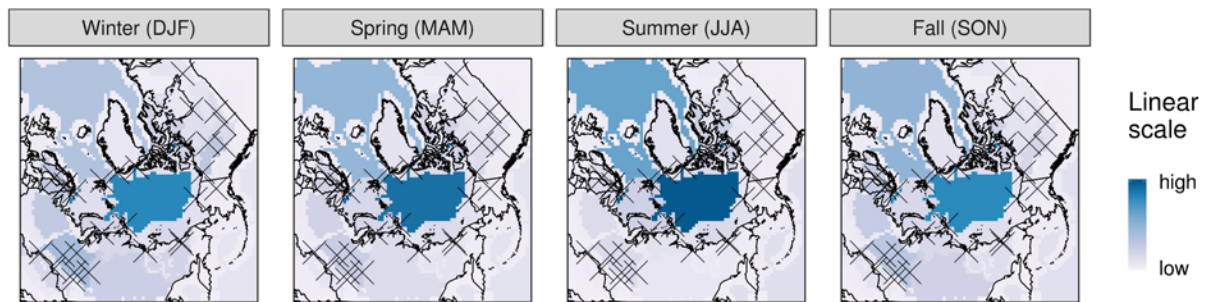 Winter (DJF)
Spring (MAM)
Summer (JJA)
Fall (SON)
Linear
scale
high
low